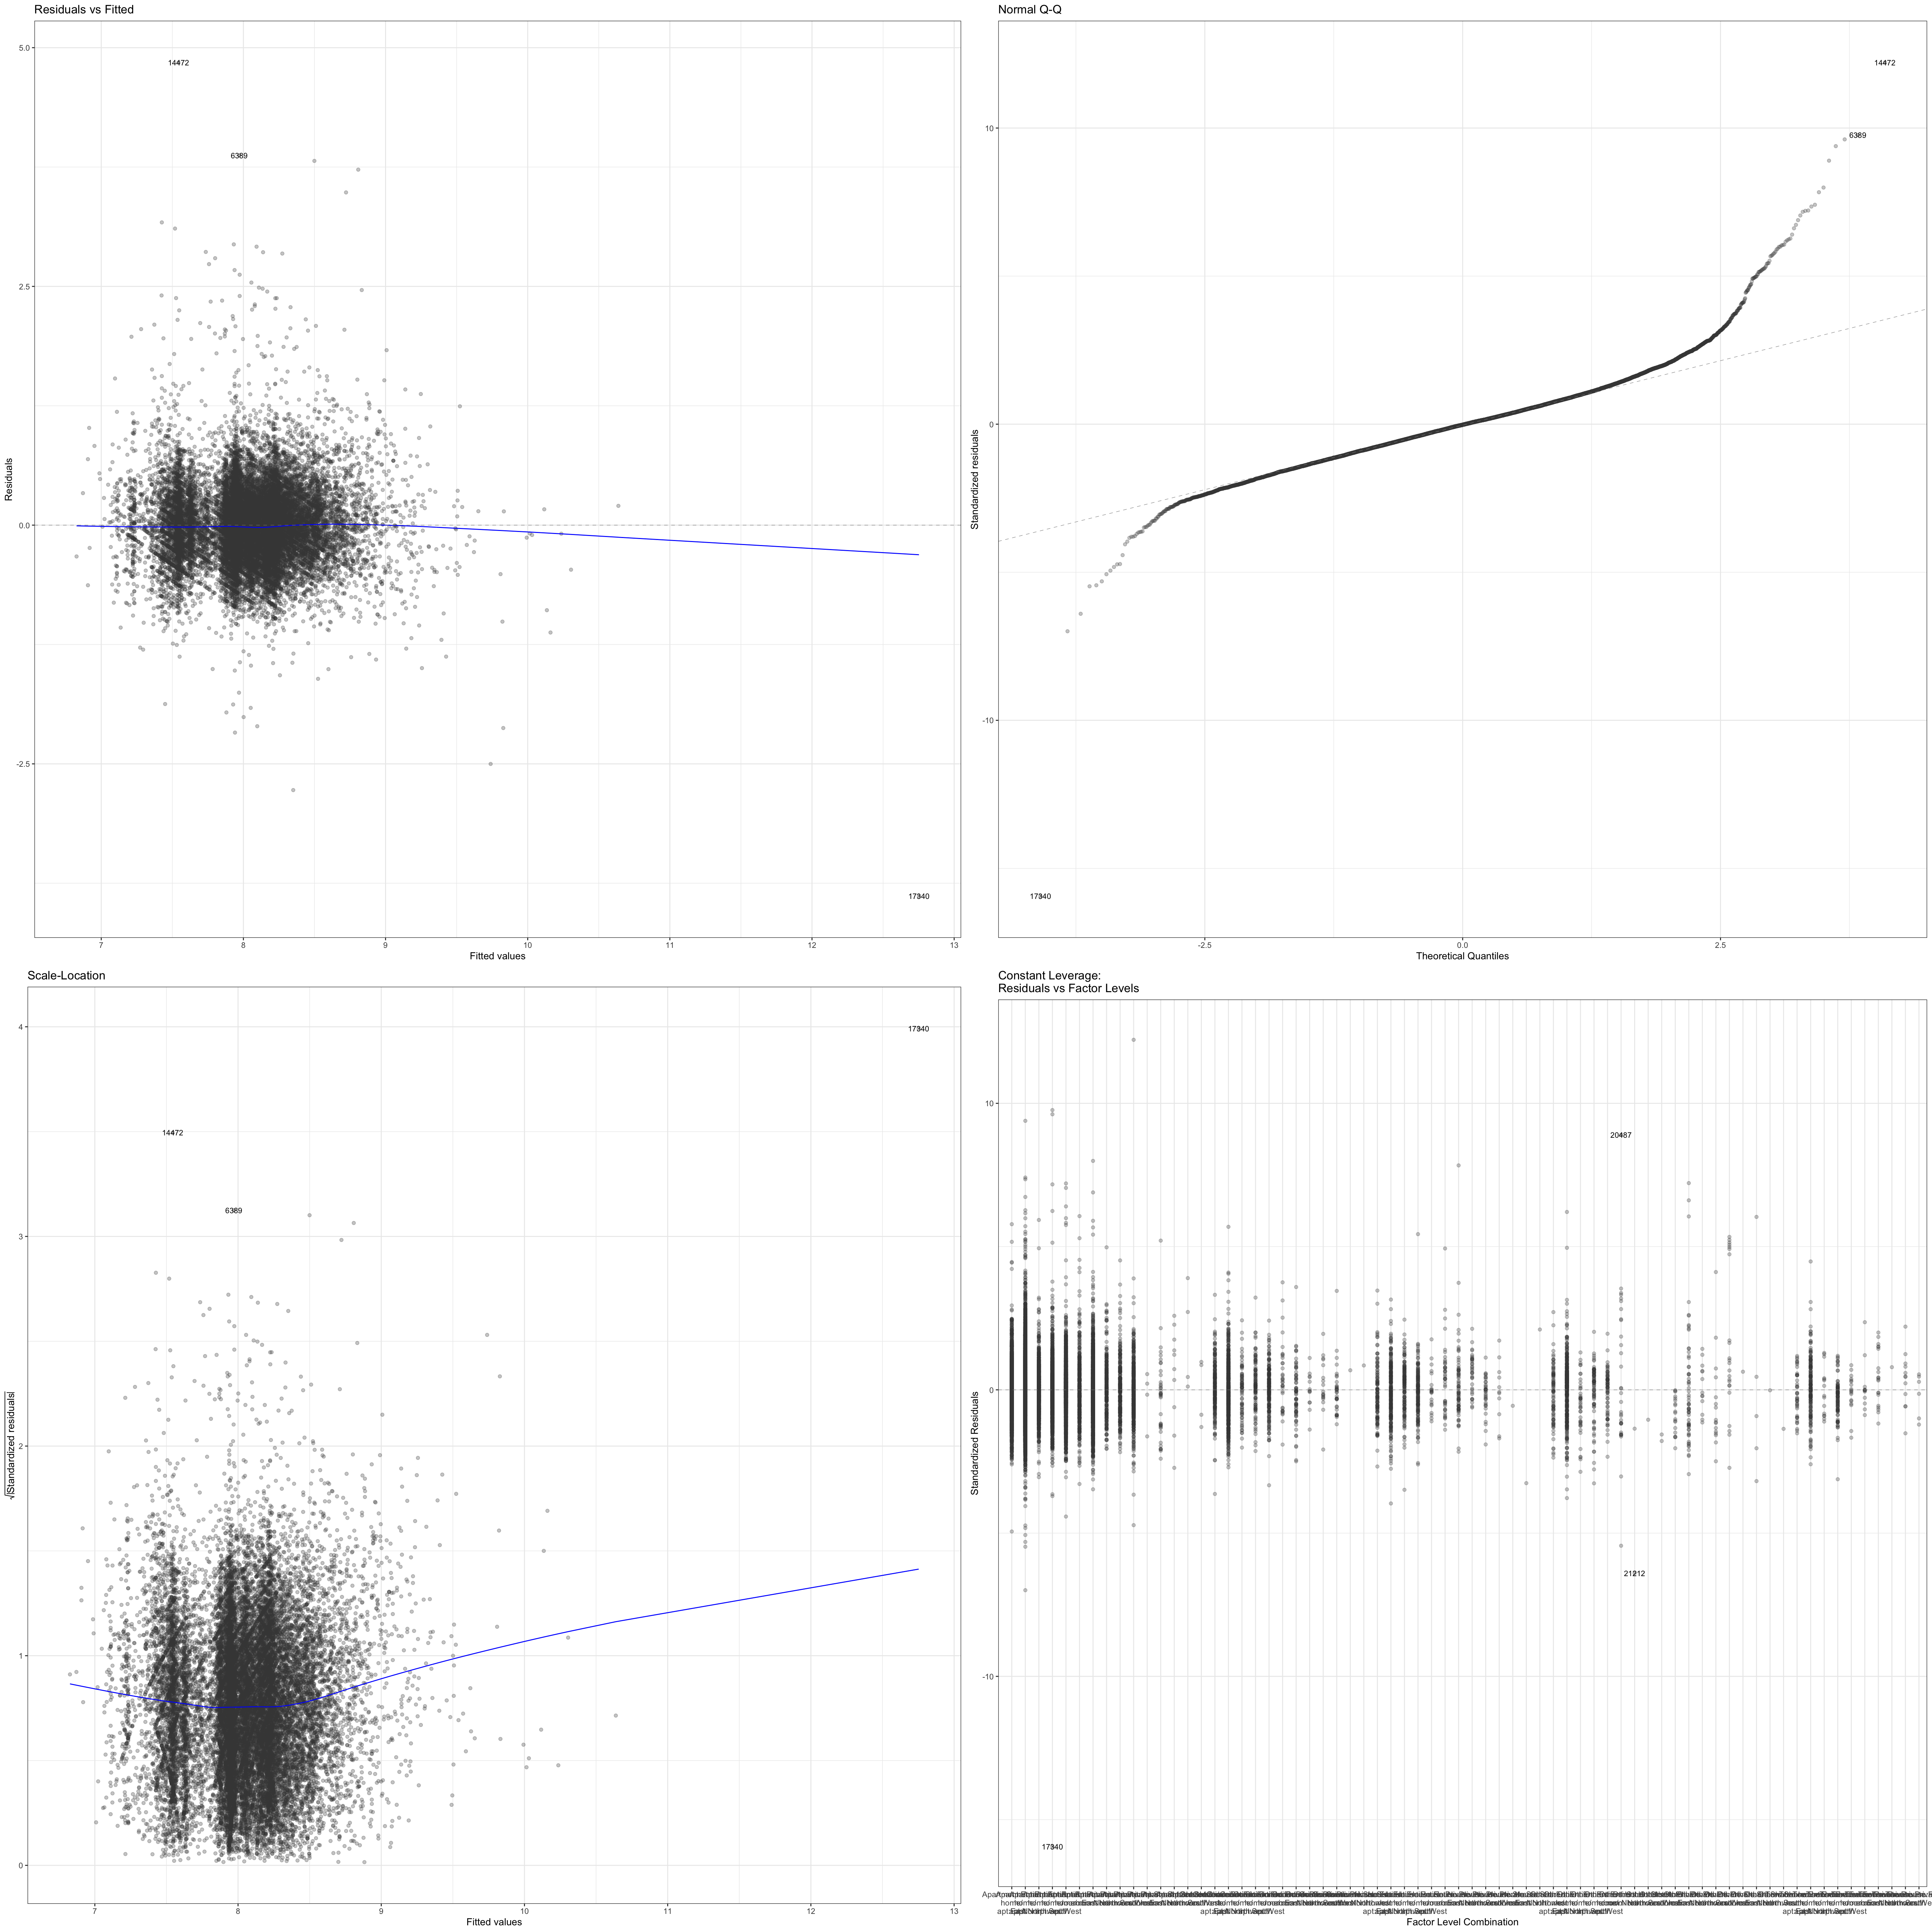 Residuals vs Fitted
5.0
2.5
0.0
-2.5
Residuals
14472
6389
17340
7 8 9 10 11 12 13
Fitted values
Normal Q-Q
10
0
-10
Standardized residuals
14472
6389
17340
-2.5 0.0 2.5
Theoretical Quantiles
Scale-Location
4
3
2
1
0
√|Standardized residuals|
17340
14472
6389
7 8 9 10 11 12 13
Fitted values
Constant Leverage:
Residuals vs Factor Levels
10
0
-10
Standardized Residuals
20487
21212
17340
Factor Level Combination